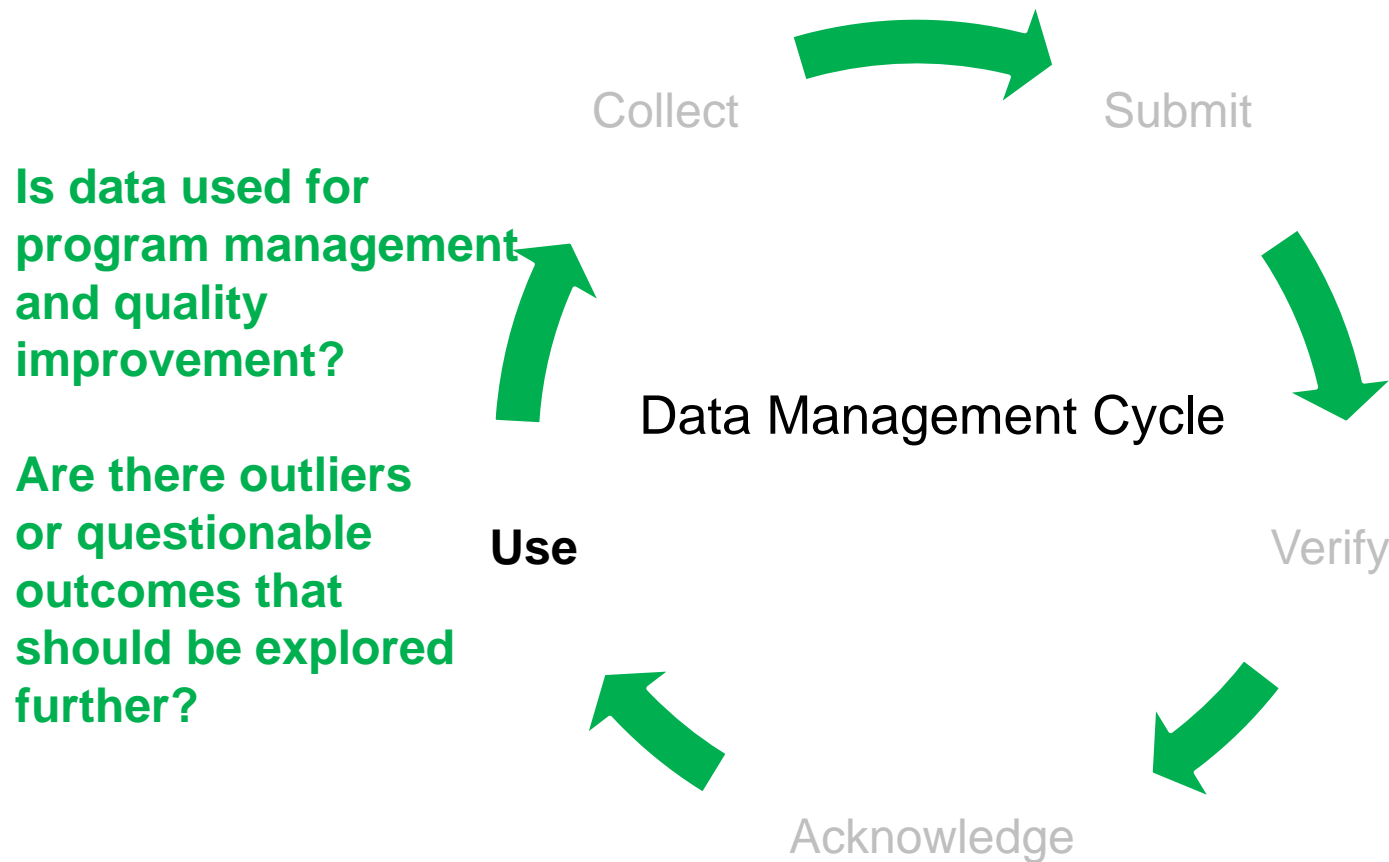 Collect
Submit
Is data used for
program management
and quality
improvement?
Data Management Cycle
Are there outliers
or questionable
outcomes that
should be explored
further?
Use
Verify
Acknowledge